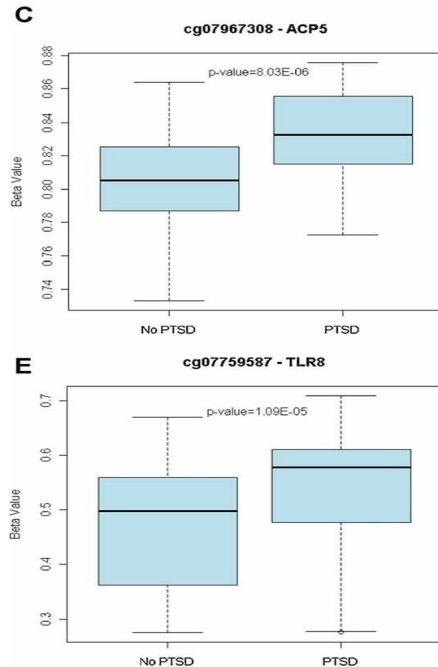 C
cg07967308 - ACP5
p-value=8.03E-06
Beta Value
0.88
0.86
0.84
0.82
0.80
0.78
0.76
0.74
No PTSD PTSD
E
cg07759587 - TLR8
p-value=1.09E-05
Beta Value
0.7
0.6
0.5
0.4
0.3
No PTSD PTSD